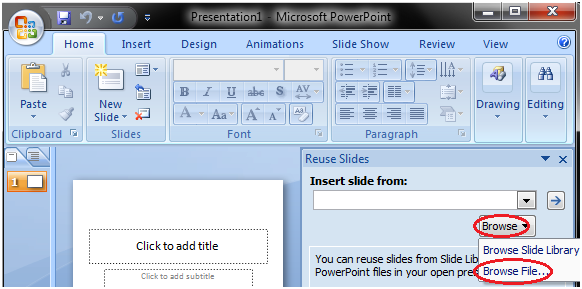 Presentation1 - Microsoft PowerPoint
Home Insert Design Animations Slide Show Review View
Paste
New Slide
B I U abc S AV
A Aa A A
Drawing
Editing
Clipboard Slides Font Paragraph
Reuse Slides
Insert slide from:
Browse
Browse Slide Library
Browse File...
1
Click to add title
Click to add subtitle
You can reuse slides from Slide Lib
PowerPoint files in your open pre